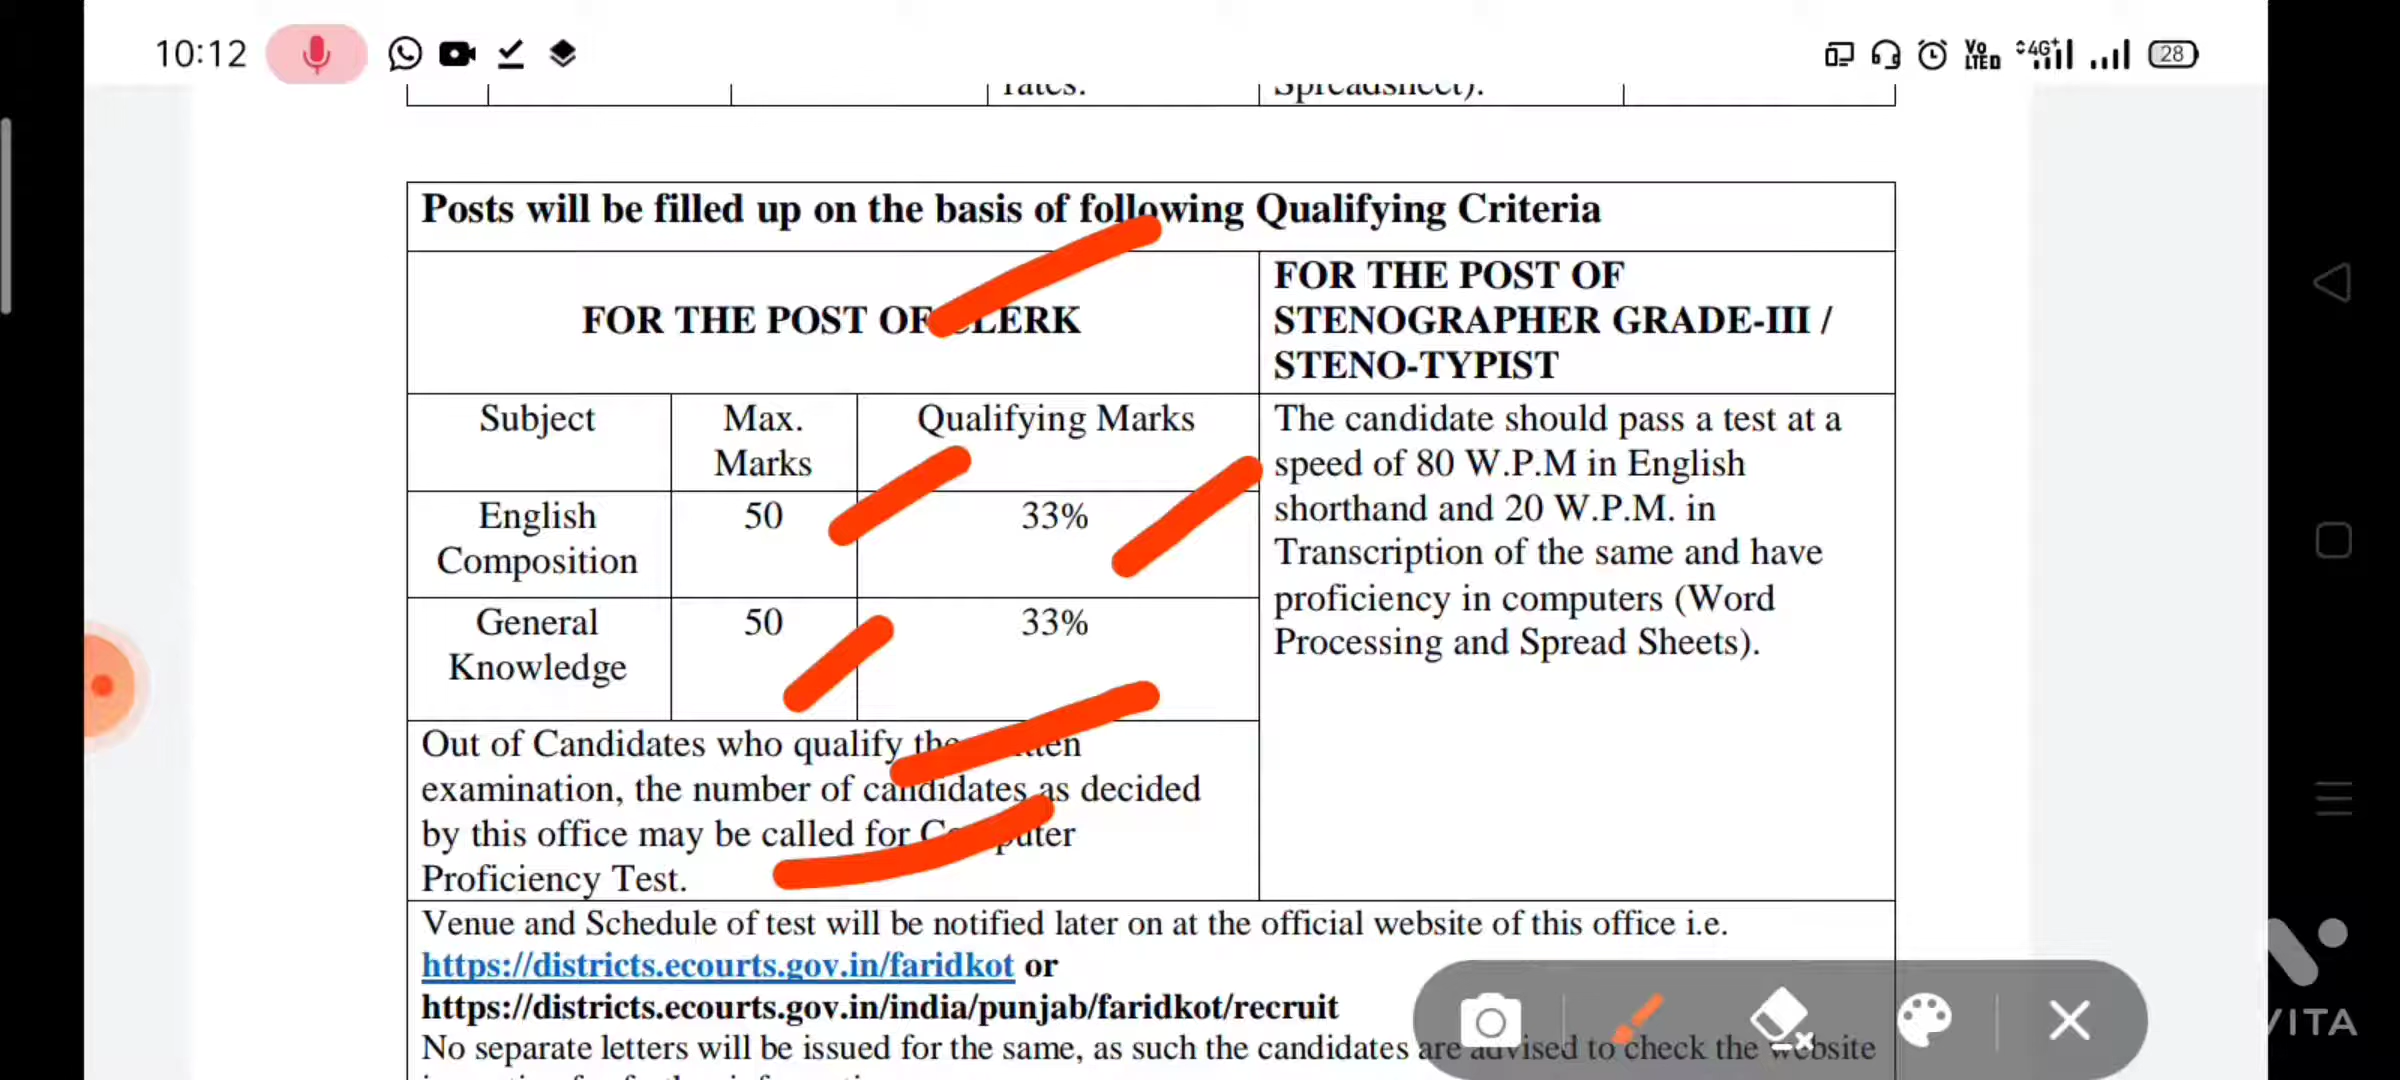 10:12
Vo LTED 4G+ 28
Posts will be filled up on the basis of following Qualifying Criteria
FOR THE POST OF CLERK
FOR THE POST OF
STENOGRAPHER GRADE-III /
STENO-TYPIST
Subject
Max.
Marks
Qualifying Marks
English
Composition
50
33%
General
Knowledge
50
33%
The candidate should pass a test at a
speed of 80 W.P.M in English
shorthand and 20 W.P.M. in
Transcription of the same and have
proficiency in computers (Word
Processing and Spread Sheets).
Out of Candidates who qualify the written
examination, the number of candidates as decided
by this office may be called for Computer
Proficiency Test.
Venue and Schedule of test will be notified later on at the official website of this office i.e.
https://districts.ecourts.gov.in/faridkot or
https://districts.ecourts.gov.in/india/punjab/faridkot/recruit
No separate letters will be issued for the same, as such the candidates are advised to check the website
VITA